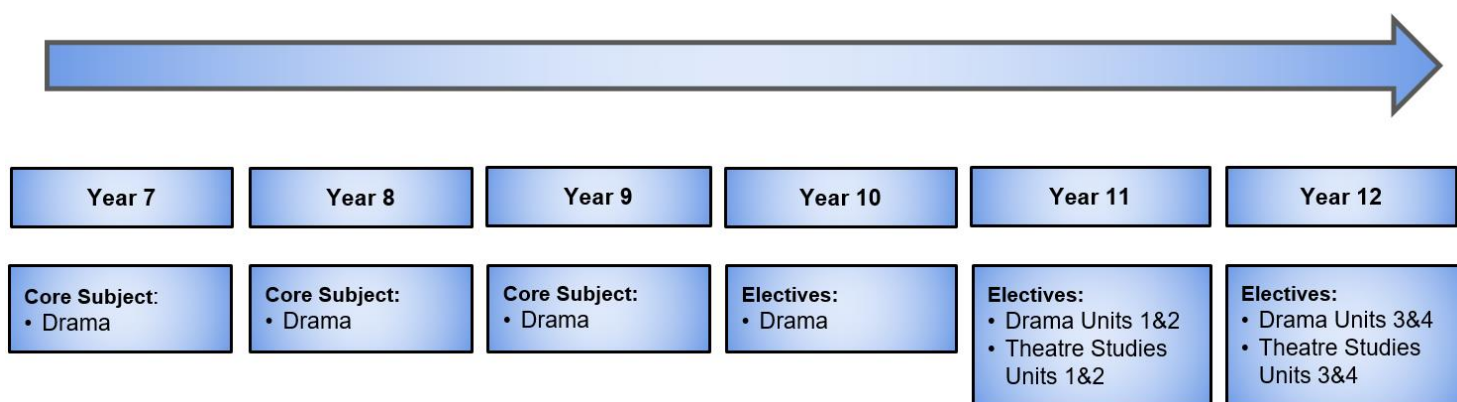 Year 7
Year 8
Year 9
Year 10
Year 11
Year 12
Core Subject:
• Drama
Core Subject:
• Drama
Core Subject:
• Drama
Electives:
• Drama
Electives:
• Drama Units 1&2
• Theatre Studies
Units 1&2
Electives:
• Drama Units 3&4
• Theatre Studies
Units 3&4